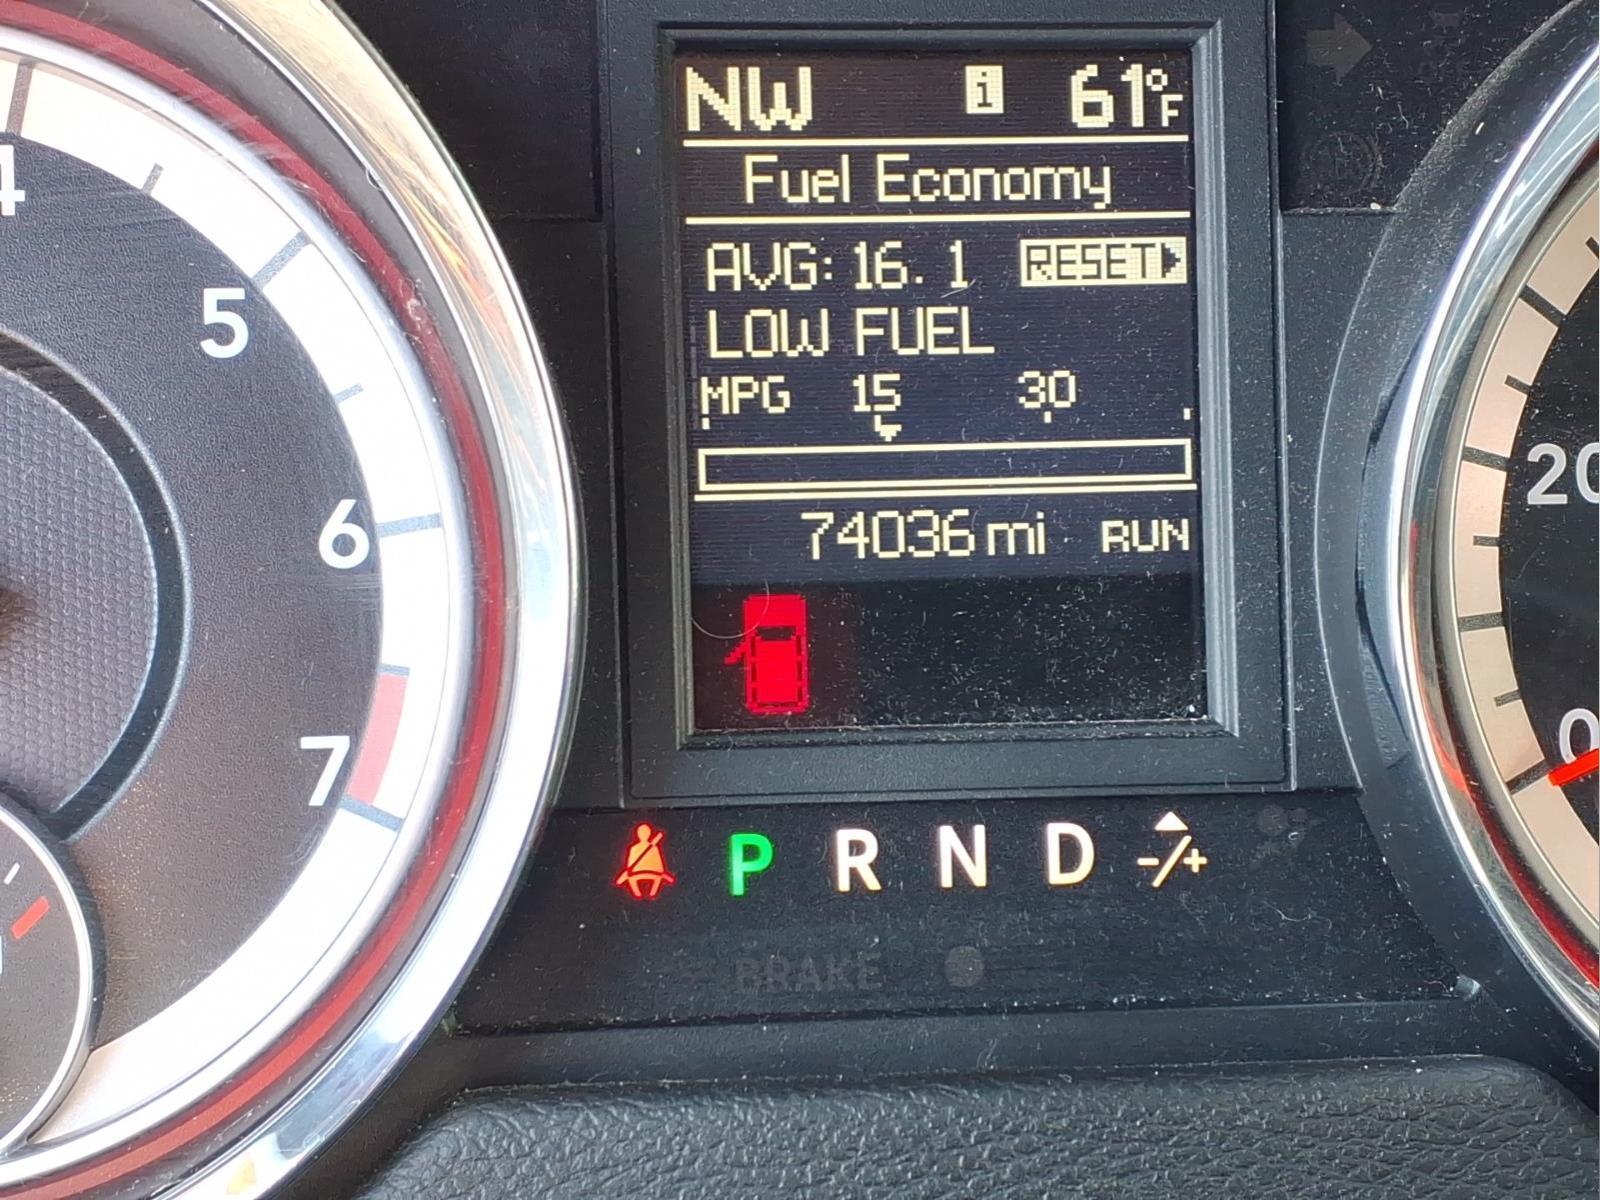 NW i 61°F
Fuel Economy
AVG: 16.1 RESET
LOW FUEL
MPG 15 30
74036 mi RUN
4
5
6
7
20
0
P R N D -/+
BRAKE